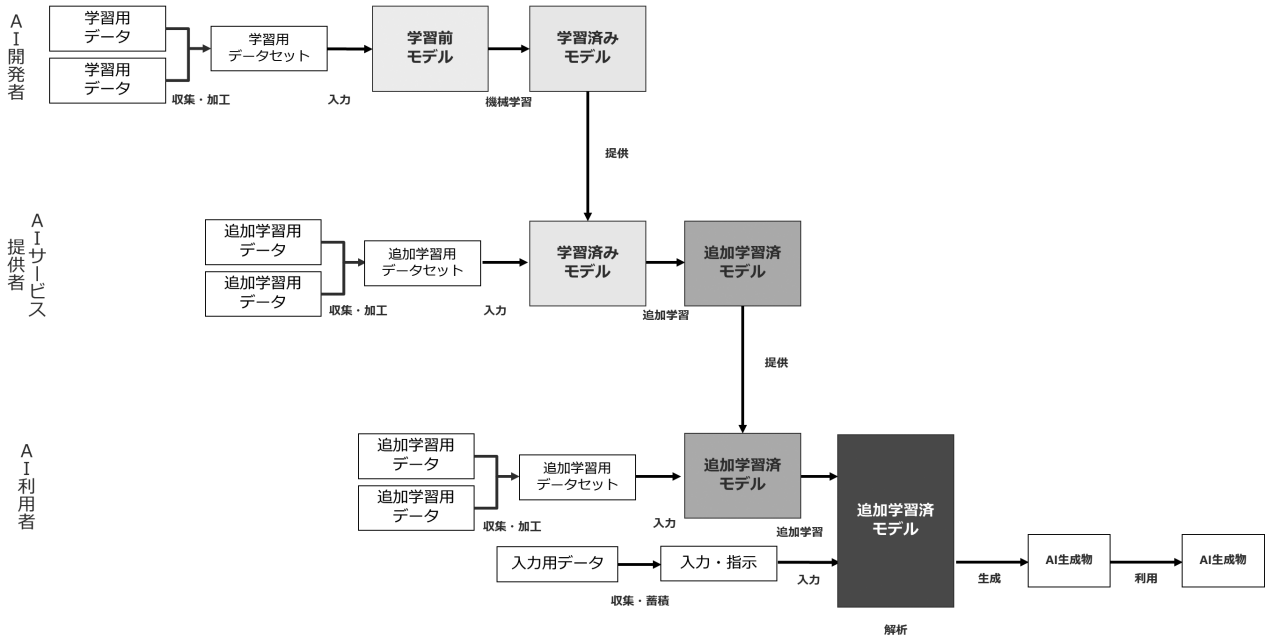 AI開発者
学習用
データ
学習用
データ
収集・加工
学習用
データセット
入力
学習前
モデル
機械学習
学習済み
モデル
提供
AIサービス
提供者
追加学習用
データ
追加学習用
データ
収集・加工
追加学習用
データセット
入力
学習済み
モデル
追加学習
追加学習済
モデル
提供
AI利用者
追加学習用
データ
追加学習用
データ
収集・加工
追加学習用
データセット
入力
追加学習済
モデル
追加学習
入力用データ
収集・蓄積
入力・指示
入力
追加学習済
モデル
解析
生成
AI生成物
利用
AI生成物